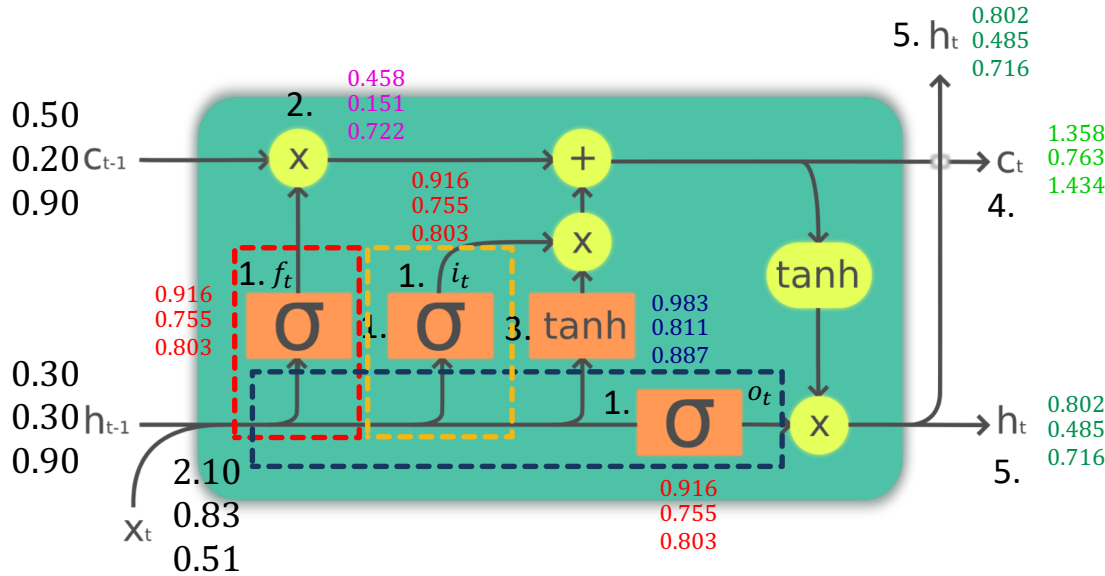 5. hₜ
0.802
0.485
0.716
0.50
0.20
0.90
cₜ₋₁
2.
0.458
0.151
0.722
x
+
1.358
0.763
1.434
cₜ
4.
0.916
0.755
0.803
x
1. fₜ
1. iₜ
tanh
0.916
0.755
0.803
σ
1.
σ
3.
tanh
0.983
0.811
0.887
0.30
0.30
0.90
hₜ₋₁
1.
σ
oₜ
x
hₜ
5.
0.802
0.485
0.716
xₜ
2.10
0.83
0.51
0.916
0.755
0.803